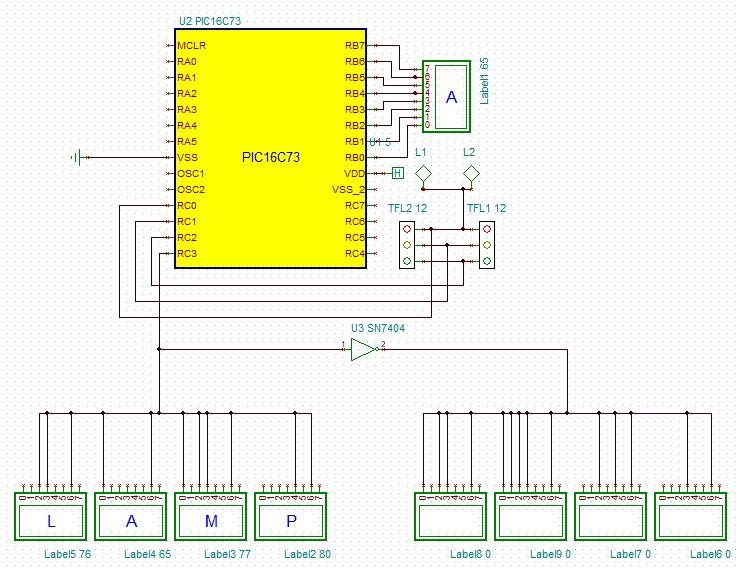 U2 PIC16C73
MCLR RB7
RA0 RB6
RA1 RB5
RA2 RB4
RA3 RB3
RA4 RB2
RA5 RB1
VSS PIC16C73 RB0
OSC1 VDD H
OSC2 VSS_2
RC0 RC7
RC1 RC6
RC2 RC5
RC3 RC4
7
6
5
4
3
2
1
0
A
Label1 65
L1 L2
TFL2 12 TFL1 12
U3 SN7404
1 2
0 1 2 3 4 5 6 7 0 1 2 3 4 5 6 7 0 1 2 3 4 5 6 7 0 1 2 3 4 5 6 7 0 1 2 3 4 5 6 7 0 1 2 3 4 5 6 7 0 1 2 3 4 5 6 7 0 1 2 3 4 5 6 7
L A M P
Label5 76 Label4 65 Label3 77 Label2 80 Label8 0 Label9 0 Label7 0 Label6 0